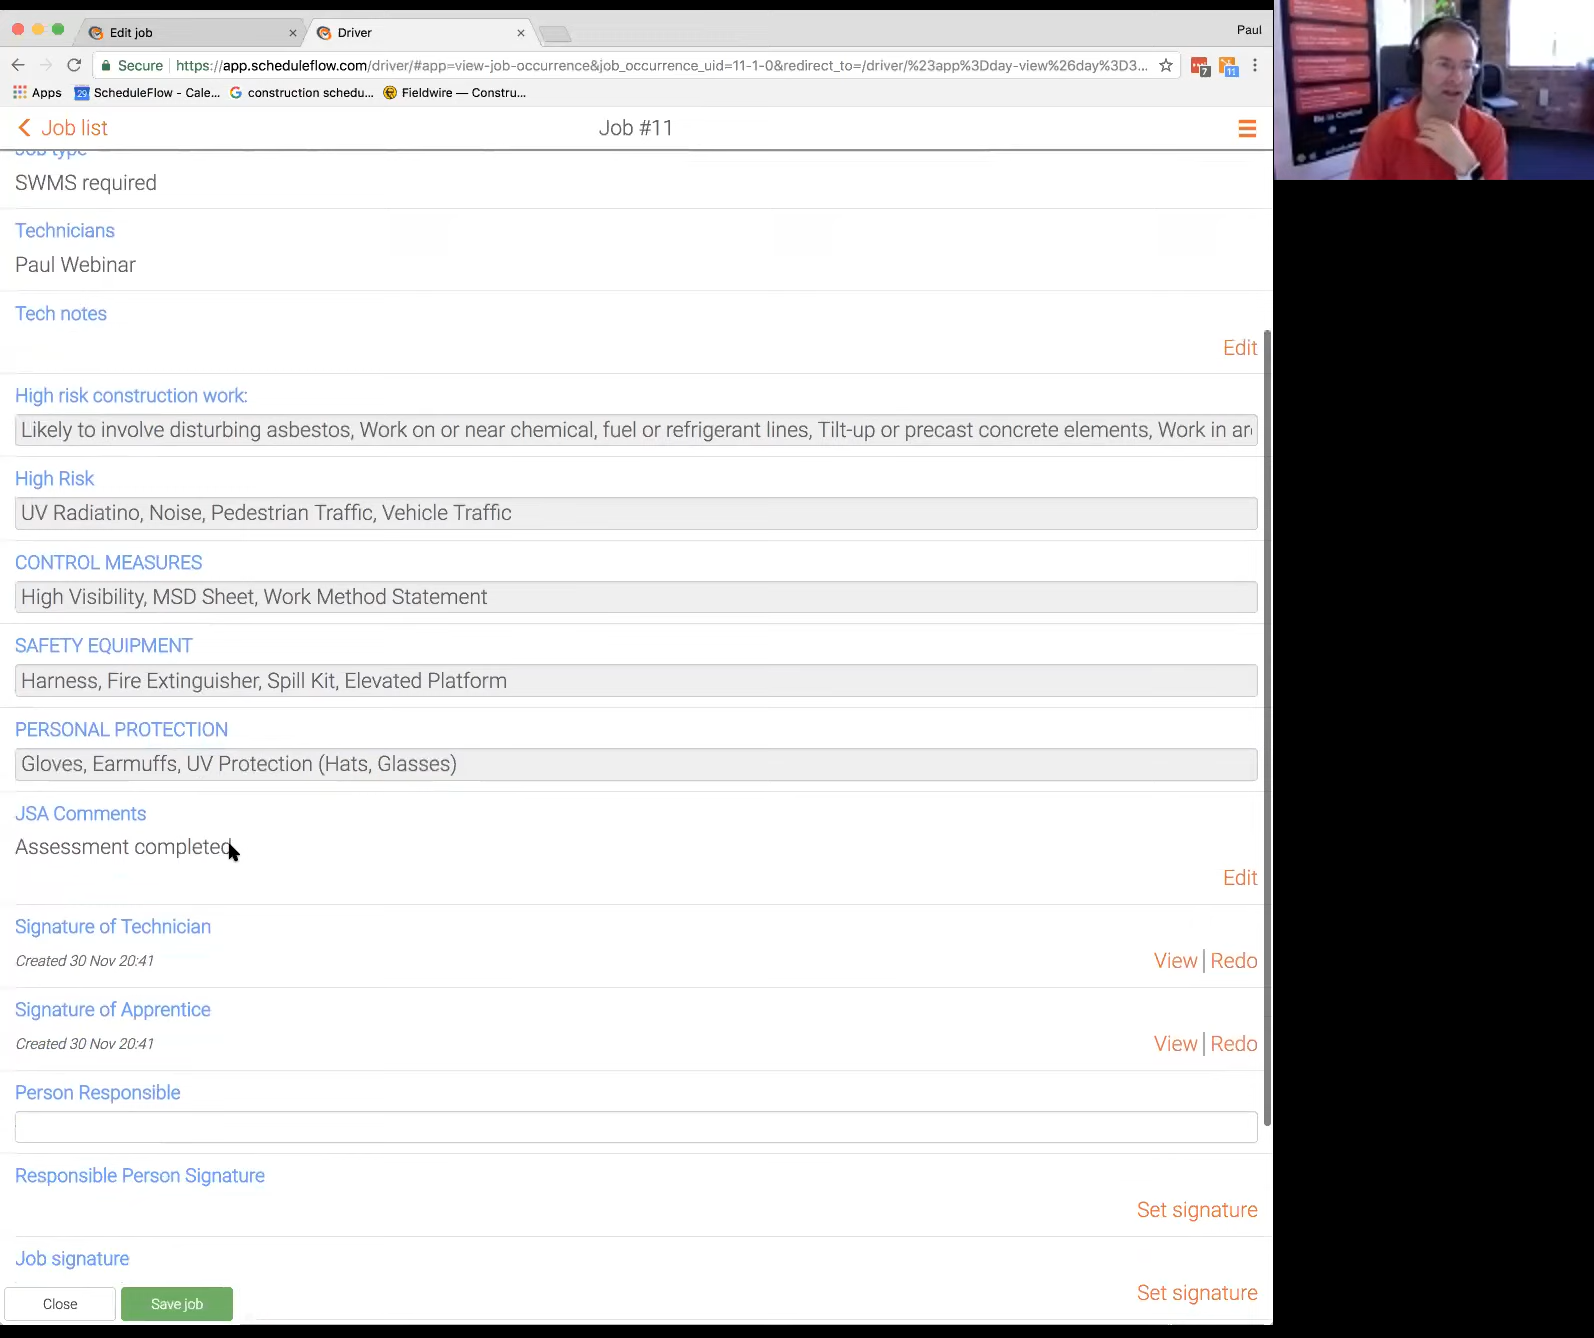 Edit job
Driver
Paul
Secure
https://app.scheduleflow.com/driver/#app=view-job-occurrence&job_occurrence_uid=11-1-0&redirect_to=/driver/%23app%3Dday-view%26day%3D3...
7
11
Apps
29
ScheduleFlow - Cale...
construction schedu...
Fieldwire — Constru...
Job list
Job #11
Job type
SWMS required
Technicians
Paul Webinar
Tech notes
Edit
High risk construction work:
Likely to involve disturbing asbestos, Work on or near chemical, fuel or refrigerant lines, Tilt-up or precast concrete elements, Work in ar
High Risk
UV Radiatino, Noise, Pedestrian Traffic, Vehicle Traffic
CONTROL MEASURES
High Visibility, MSD Sheet, Work Method Statement
SAFETY EQUIPMENT
Harness, Fire Extinguisher, Spill Kit, Elevated Platform
PERSONAL PROTECTION
Gloves, Earmuffs, UV Protection (Hats, Glasses)
JSA Comments
Assessment completed
Edit
Signature of Technician
Created 30 Nov 20:41
View | Redo
Signature of Apprentice
Created 30 Nov 20:41
View | Redo
Person Responsible
Responsible Person Signature
Set signature
Job signature
Set signature
Close
Save job